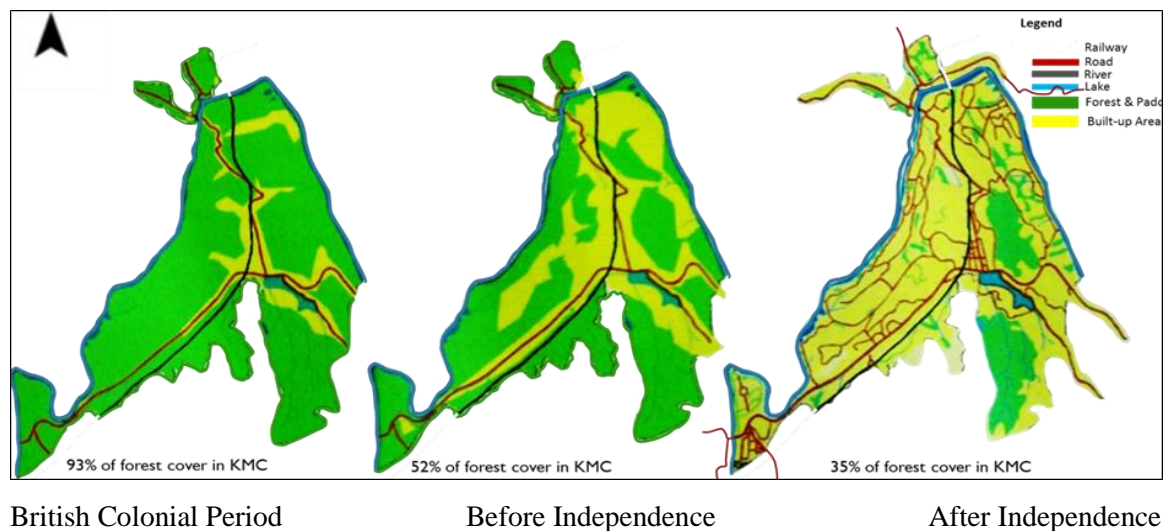 Legend
Railway
Road
River
Lake
Forest & Padd
Built-up Area
93% of forest cover in KMC
52% of forest cover in KMC
35% of forest cover in KMC
British Colonial Period
Before Independence
After Independence